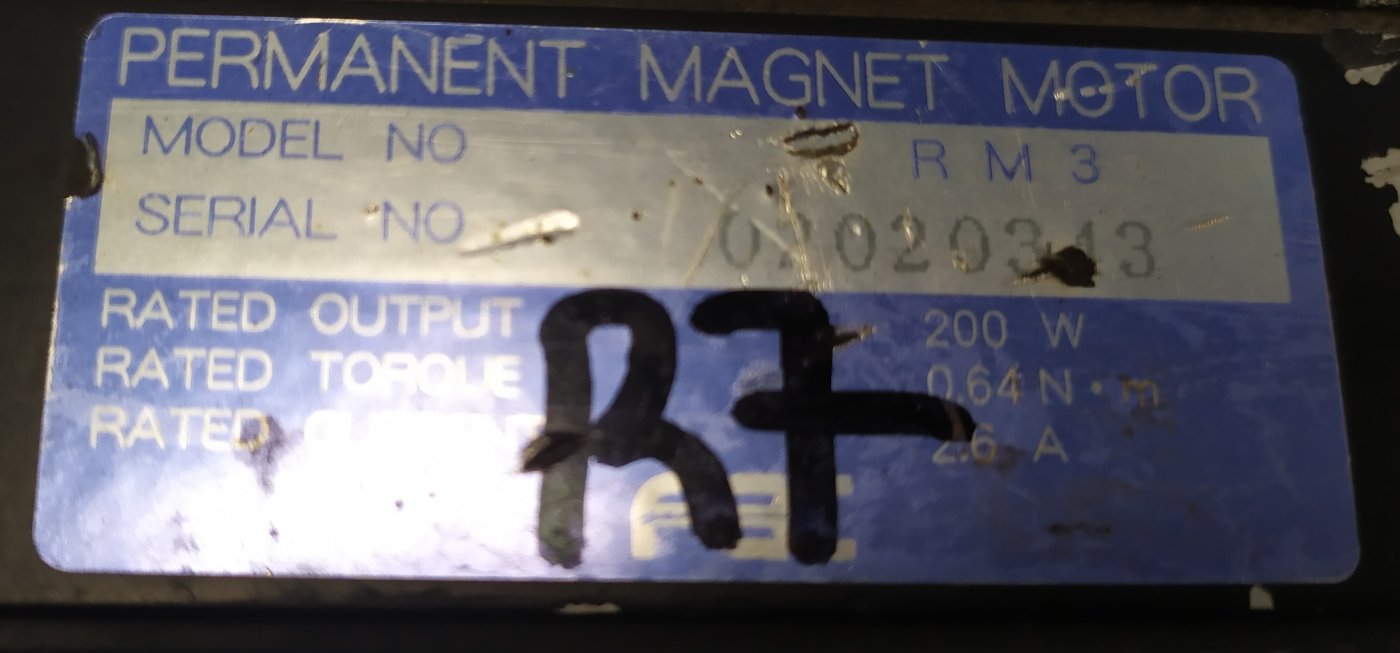 PERMANENT MAGNET MOTOR
MODEL NO RM3
SERIAL NO 02020343
RATED OUTPUT 200 W
RATED TORQUE 0.64 N·m
RATED 2.6 A
R7